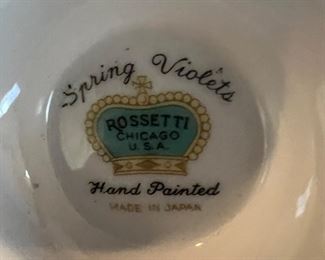 Spring Violets
ROSSETTI
CHICAGO
U.S.A.
Hand Painted
MADE IN JAPAN